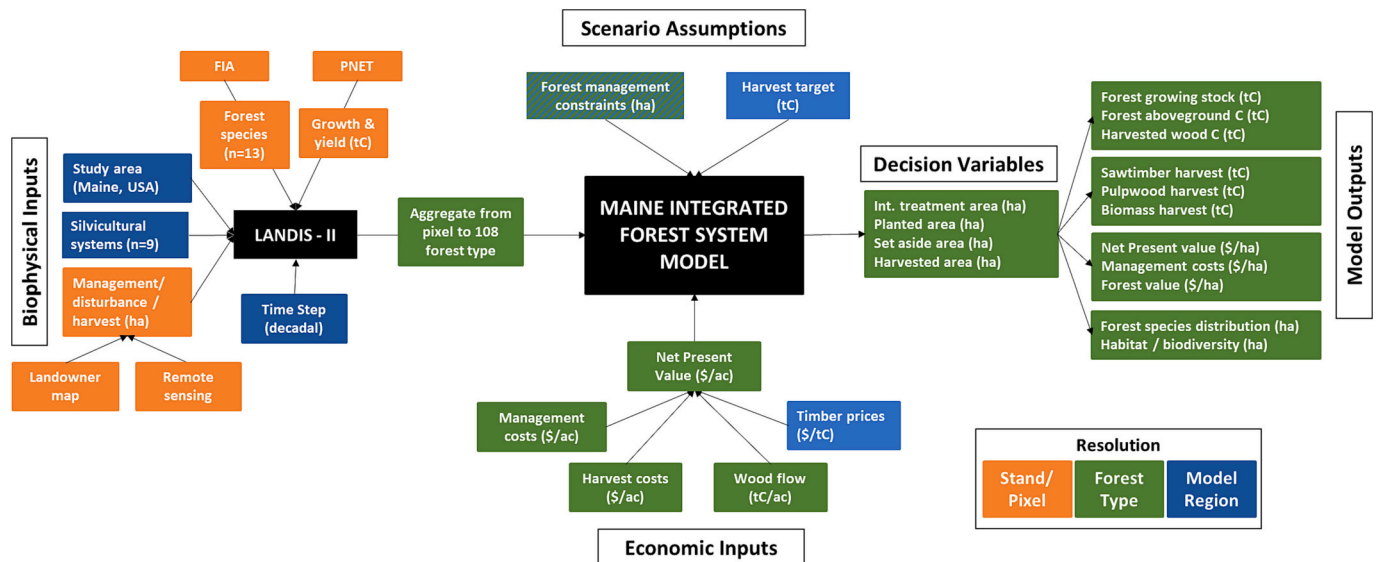 Scenario Assumptions
FIA
PNET
Forest
species
(n=13)
Growth &
yield (tC)
Forest management
constraints (ha)
Harvest target
(tC)
Biophysical Inputs
Study area
(Maine, USA)
Silvicultural
systems (n=9)
Management/
disturbance /
harvest (ha)
Landowner
map
Remote
sensing
LANDIS - II
Time Step
(decadal)
Aggregate from
pixel to 108
forest type
MAINE INTEGRATED
FOREST SYSTEM
MODEL
Decision Variables
Int. treatment area (ha)
Planted area (ha)
Set aside area (ha)
Harvested area (ha)
Forest growing stock (tC)
Forest aboveground C (tC)
Harvested wood C (tC)
Sawtimber harvest (tC)
Pulpwood harvest (tC)
Biomass harvest (tC)
Net Present value ($/ha)
Management costs ($/ha)
Forest value ($/ha)
Forest species distribution (ha)
Habitat / biodiversity (ha)
Model Outputs
Net Present
Value ($/ac)
Management
costs ($/ac)
Timber prices
($/tC)
Harvest costs
($/ac)
Wood flow
(tC/ac)
Economic Inputs
Resolution
Stand/
Pixel
Forest
Type
Model
Region